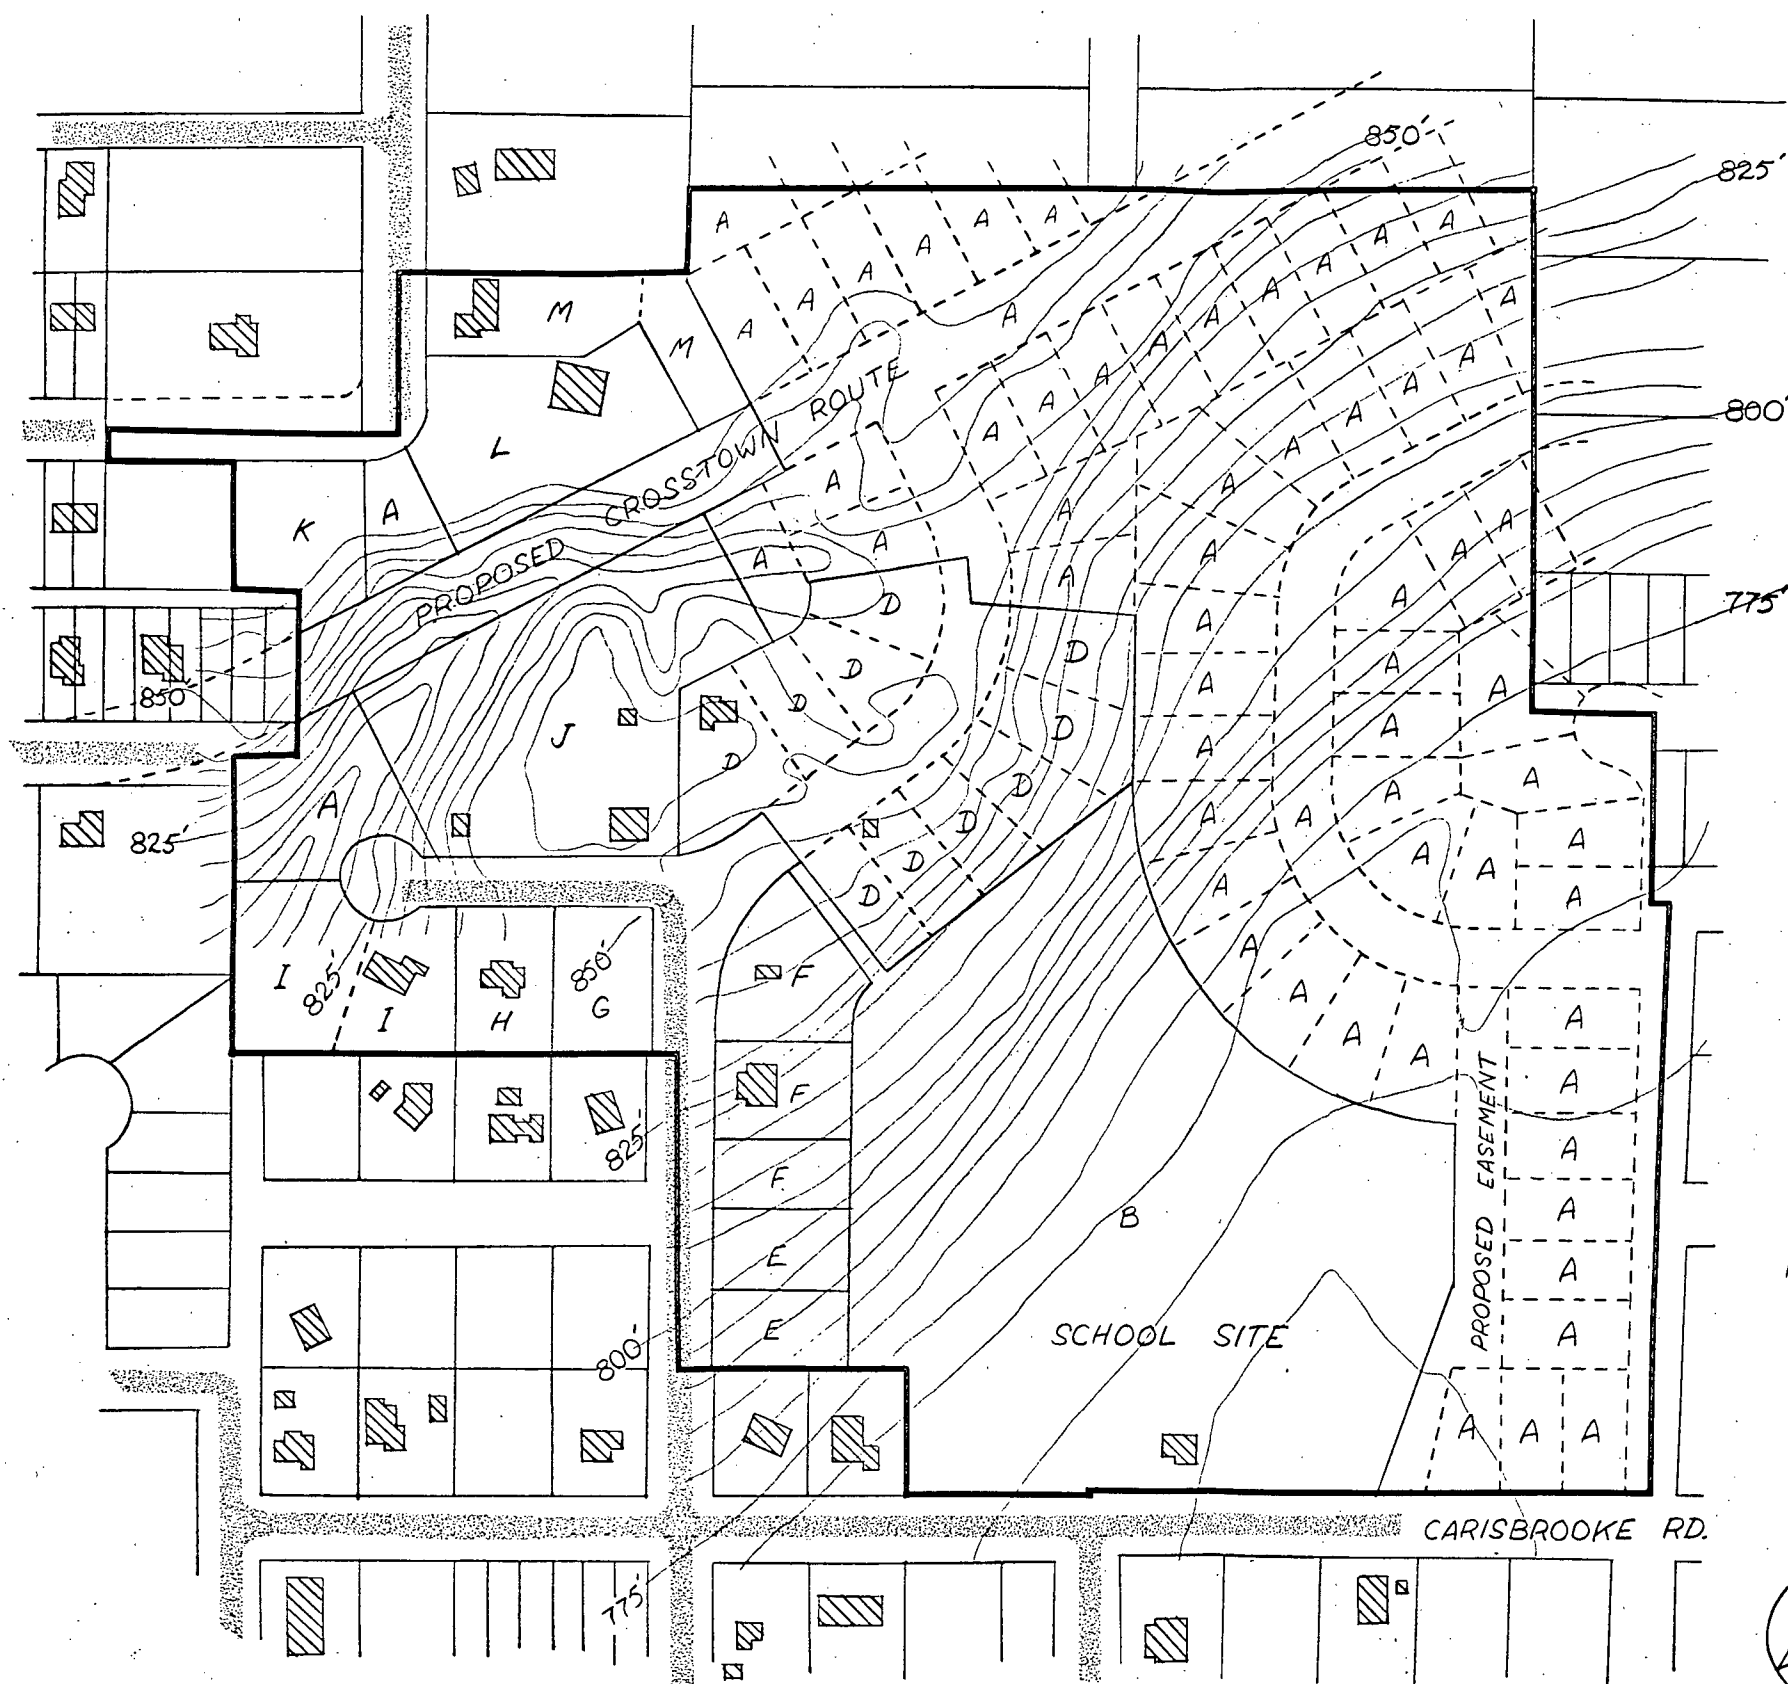 850'
825'
A A A A A
A A A A A
M
M
A A A A A
A A A A
L
CROSSTOWN ROUTE
800'
K
A
A A A A A A
PROPOSED
A A A A A
A A A A
775'
D
D D D
A A A A
850'
J
D
D
D
A A A
A
825'
D
D
D
A A A A
A A A A
I
825'
I
H
850'
G
F
A
A
A
A
A
F
A
825'
F
B
A
PROPOSED EASEMENT
A
E
A
800'
E
SCHOOL SITE
A
A A A
CARISBROOKE RD.
775'